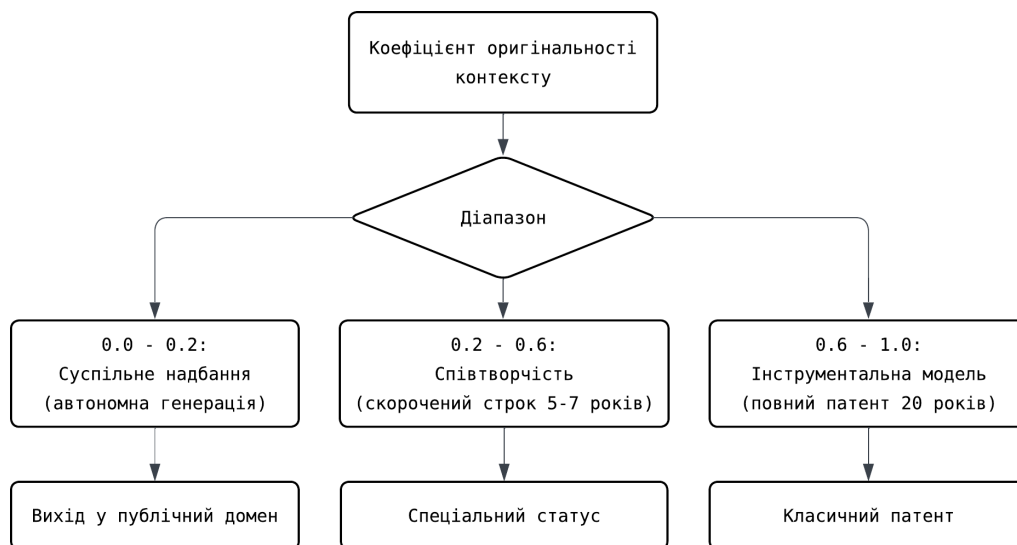 Коефіцієнт оригінальності
контексту
Діапазон
0.0 - 0.2:
Суспільне надбання
(автономна генерація)
0.2 - 0.6:
Співтворчість
(скорочений строк 5-7 років)
0.6 - 1.0:
Інструментальна модель
(повний патент 20 років)
Вихід у публічний домен
Спеціальний статус
Класичний патент